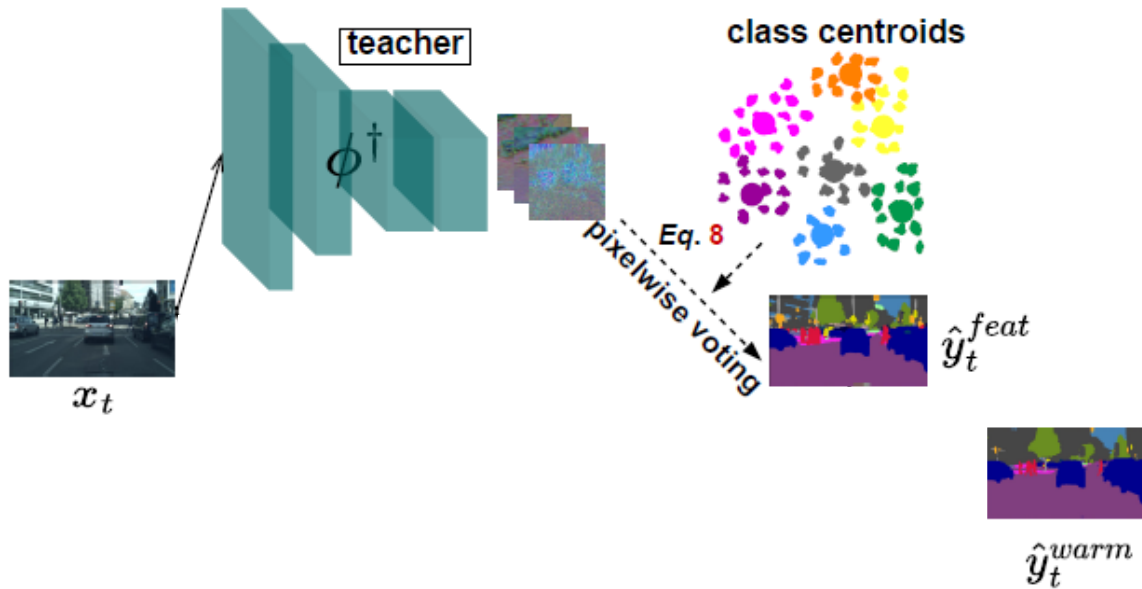 teacher
class centroids
ϕ†
Eq. 8
pixelwise voting
x_t
ŷ_t^{feat}
ŷ_t^{warm}